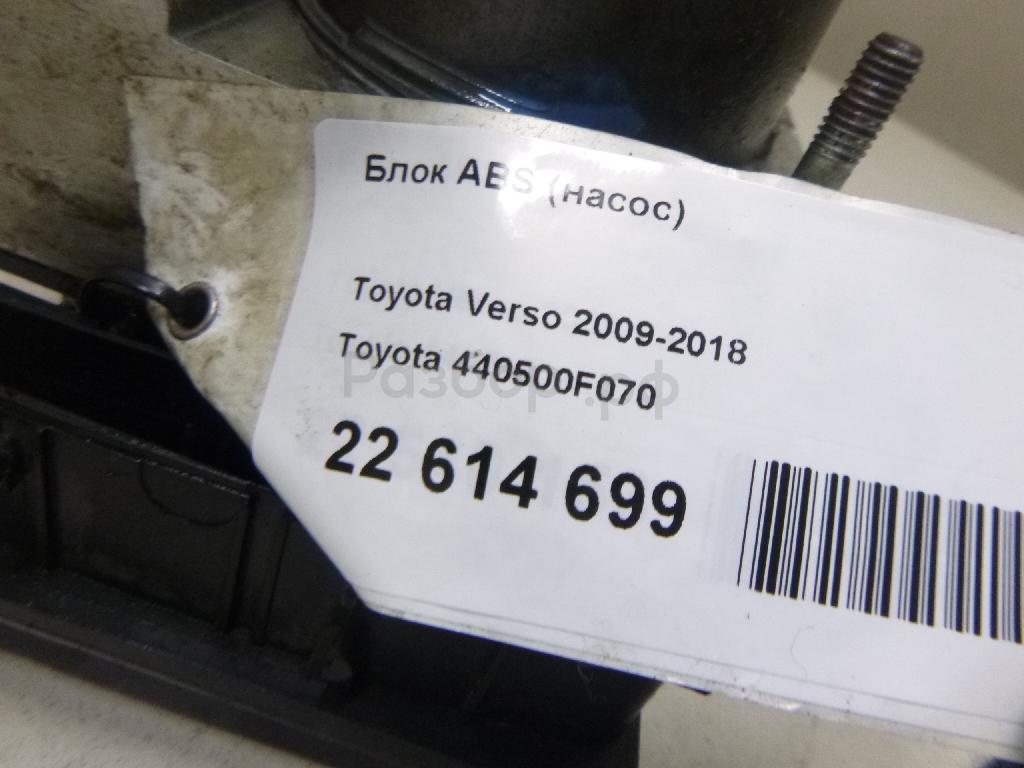 Блок ABS (насос)
Toyota Verso 2009-2018
Toyota 440500F070
Разбор.рф
22 614 699